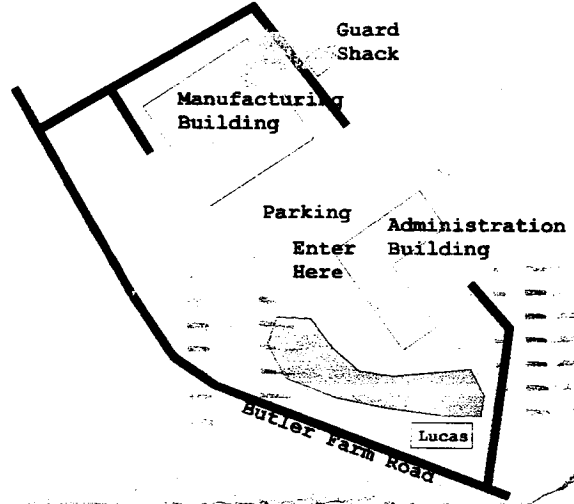 Guard
Shack
Manufacturing
Building
Parking
Administration
Building
Enter
Here
Lucas
Butler Farm Road